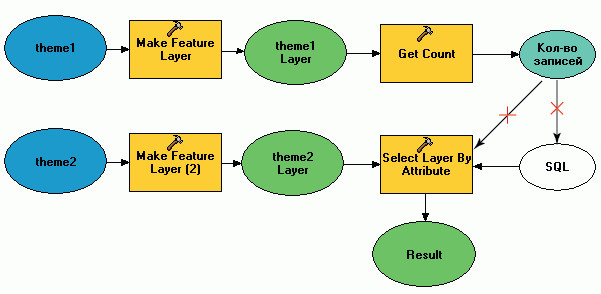 theme1
Make Feature
Layer
theme1
Layer
Get Count
Кол-во
записей
theme2
Make Feature
Layer (2)
theme2
Layer
Select Layer By
Attribute
SQL
Result